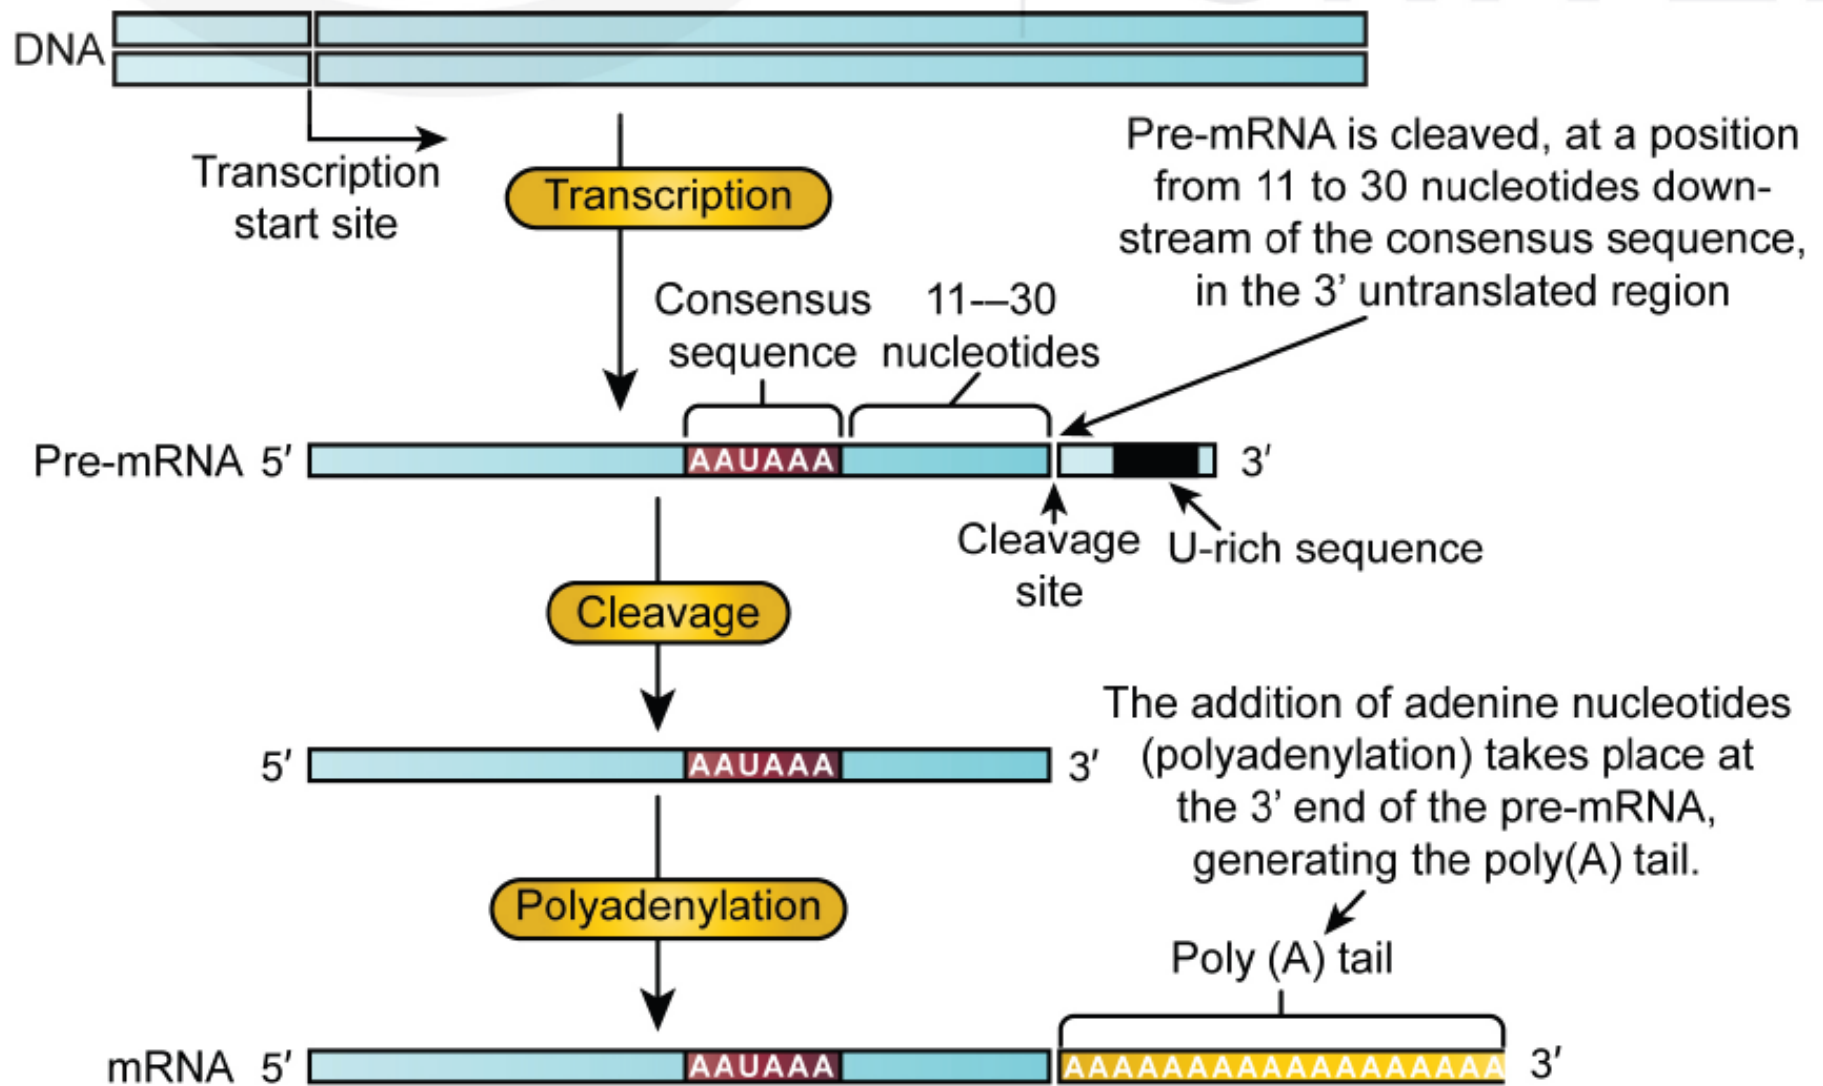 DNA
Transcription
start site
Transcription
Pre-mRNA is cleaved, at a position
from 11 to 30 nucleotides down-
stream of the consensus sequence,
in the 3’ untranslated region
Consensus
sequence
11-–30
nucleotides
Pre-mRNA 5′ AAUAAA 3′
Cleavage
site
U-rich sequence
Cleavage
5′ AAUAAA 3′
The addition of adenine nucleotides
(polyadenylation) takes place at
the 3’ end of the pre-mRNA,
generating the poly(A) tail.
Polyadenylation
Poly (A) tail
mRNA 5′ AAUAAA AAAAAAAAAAAAAAAAAA 3′